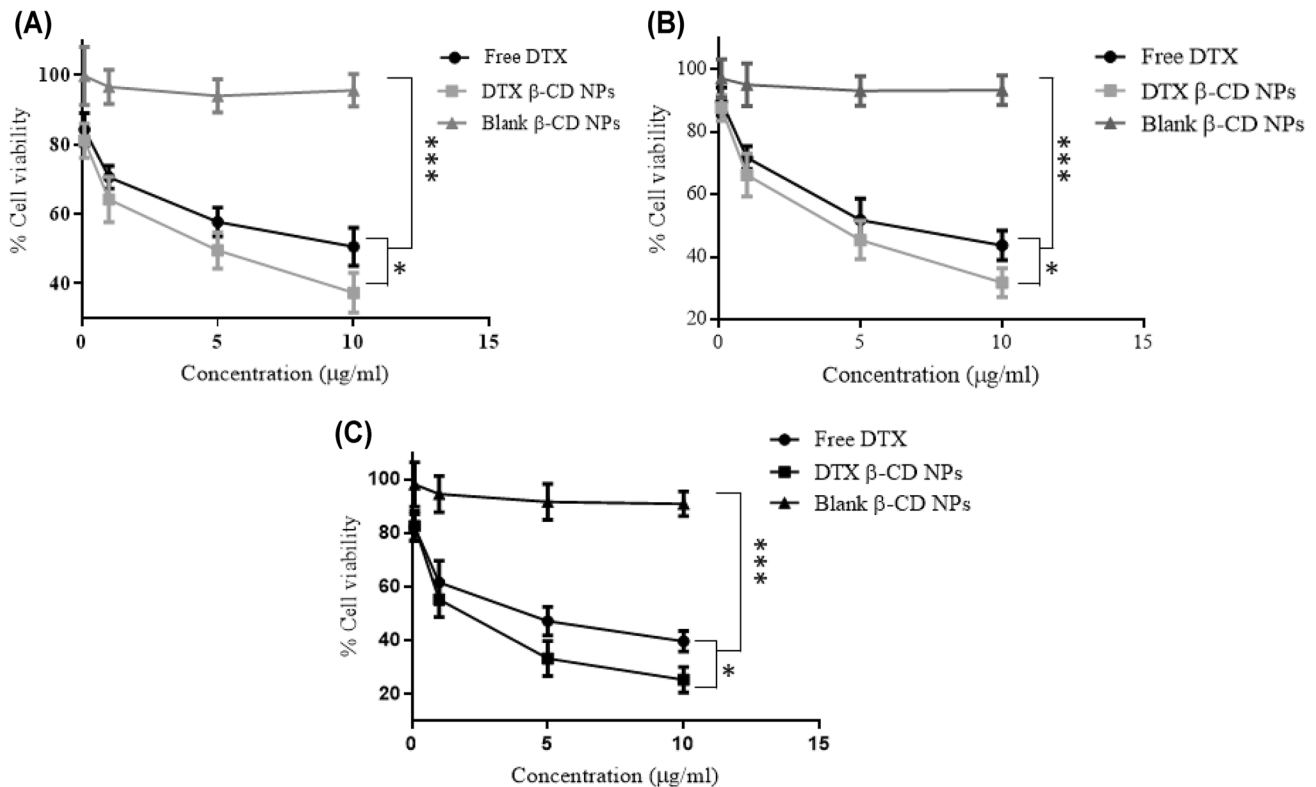 (A)
Free DTX
DTX β-CD NPs
Blank β-CD NPs
% Cell viability
100
80
60
40
0 5 10 15
Concentration (μg/ml)
***
*
(B)
Free DTX
DTX β-CD NPs
Blank β-CD NPs
% Cell viability
100
80
60
40
20
0 5 10 15
Concentration (μg/ml)
***
*
(C)
Free DTX
DTX β-CD NPs
Blank β-CD NPs
% Cell viability
100
80
60
40
20
0 5 10 15
Concentration (μg/ml)
***
*